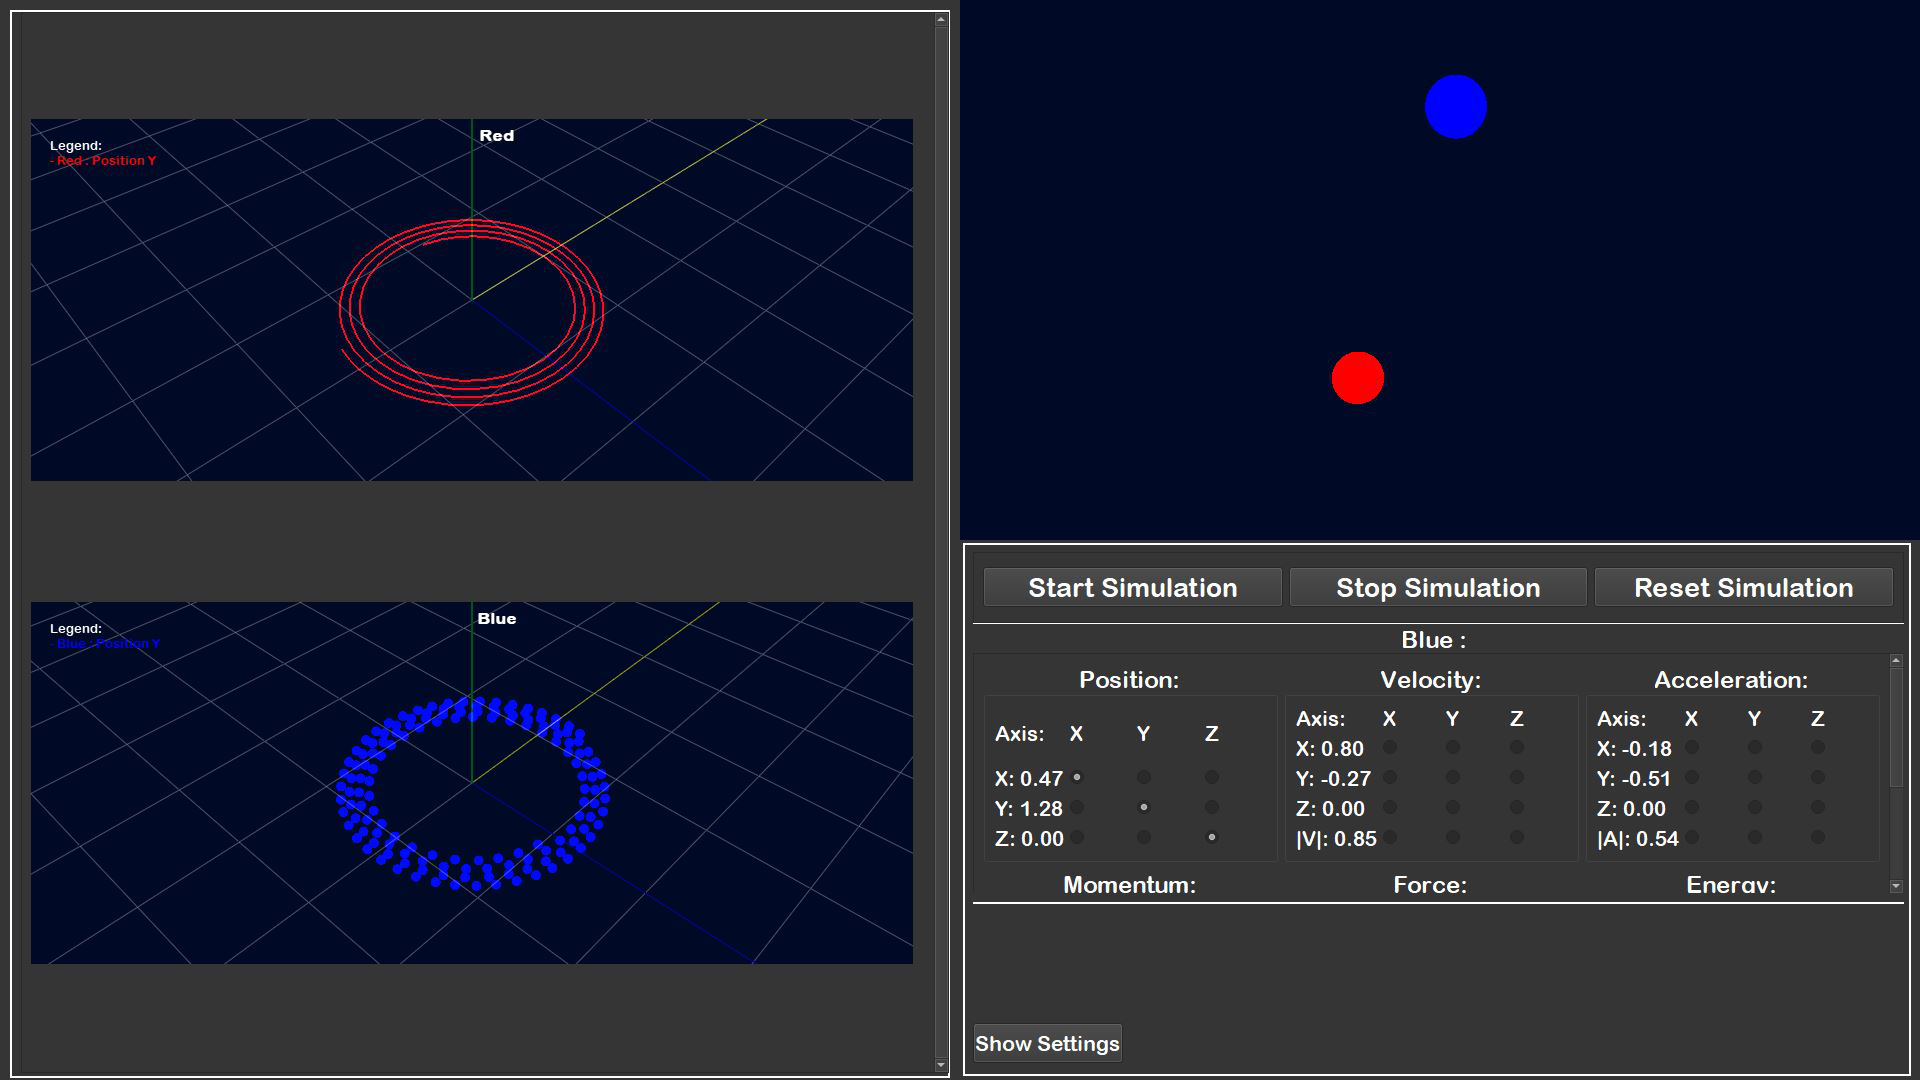 Red
Legend:
- Red : Position Y
Blue
Legend:
- Blue : Position Y
Start Simulation
Stop Simulation
Reset Simulation
Blue :
Position:
Axis: X Y Z
X: 0.47
Y: 1.28
Z: 0.00
Velocity:
Axis: X Y Z
X: 0.80
Y: -0.27
Z: 0.00
|V|: 0.85
Acceleration:
Axis: X Y Z
X: -0.18
Y: -0.51
Z: 0.00
|A|: 0.54
Momentum:
Force:
Energy:
Show Settings